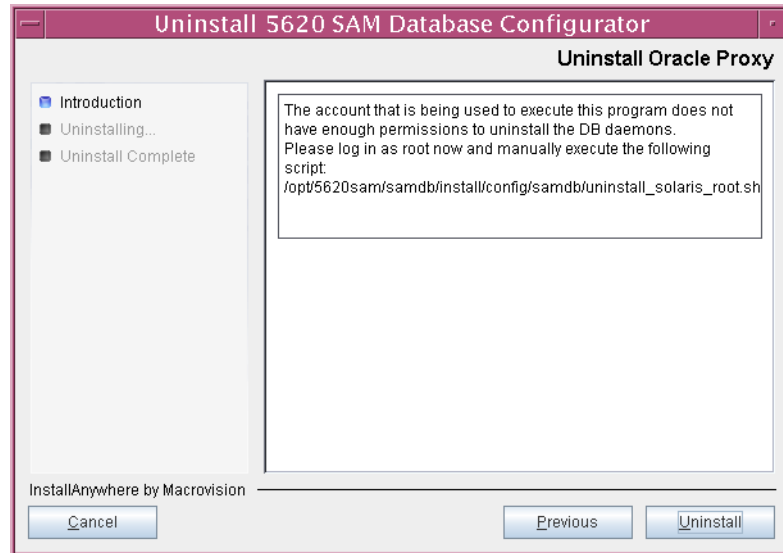 Uninstall 5620 SAM Database Configurator
Uninstall Oracle Proxy
Introduction
Uninstalling...
Uninstall Complete
The account that is being used to execute this program does not
have enough permissions to uninstall the DB daemons.
Please log in as root now and manually execute the following
script:
/opt/5620sam/samdb/install/config/samdb/uninstall_solaris_root.sh
InstallAnywhere by Macrovision
Cancel
Previous
Uninstall